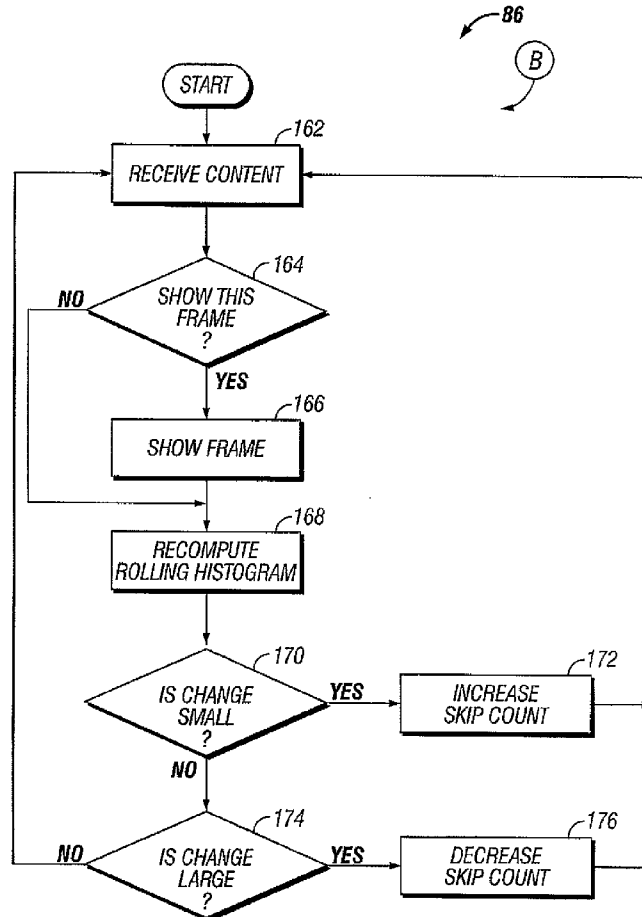 86
B
START
162
RECEIVE CONTENT
164
NO
SHOW THIS
FRAME
?
YES
166
SHOW FRAME
168
RECOMPUTE
ROLLING HISTOGRAM
170
IS CHANGE
SMALL
?
YES
172
INCREASE
SKIP COUNT
NO
174
NO
IS CHANGE
LARGE
?
YES
176
DECREASE
SKIP COUNT